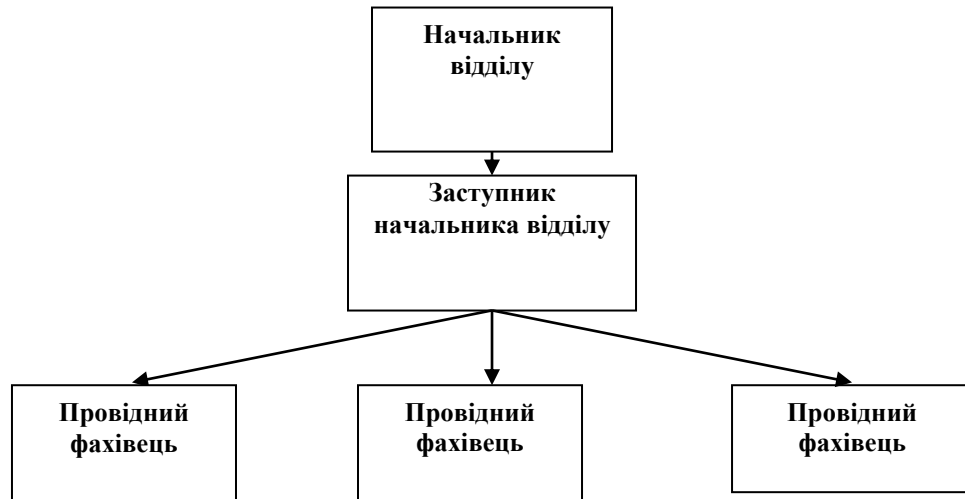 Начальник
відділу
Заступник
начальника відділу
Провідний
фахівець
Провідний
фахівець
Провідний
фахівець